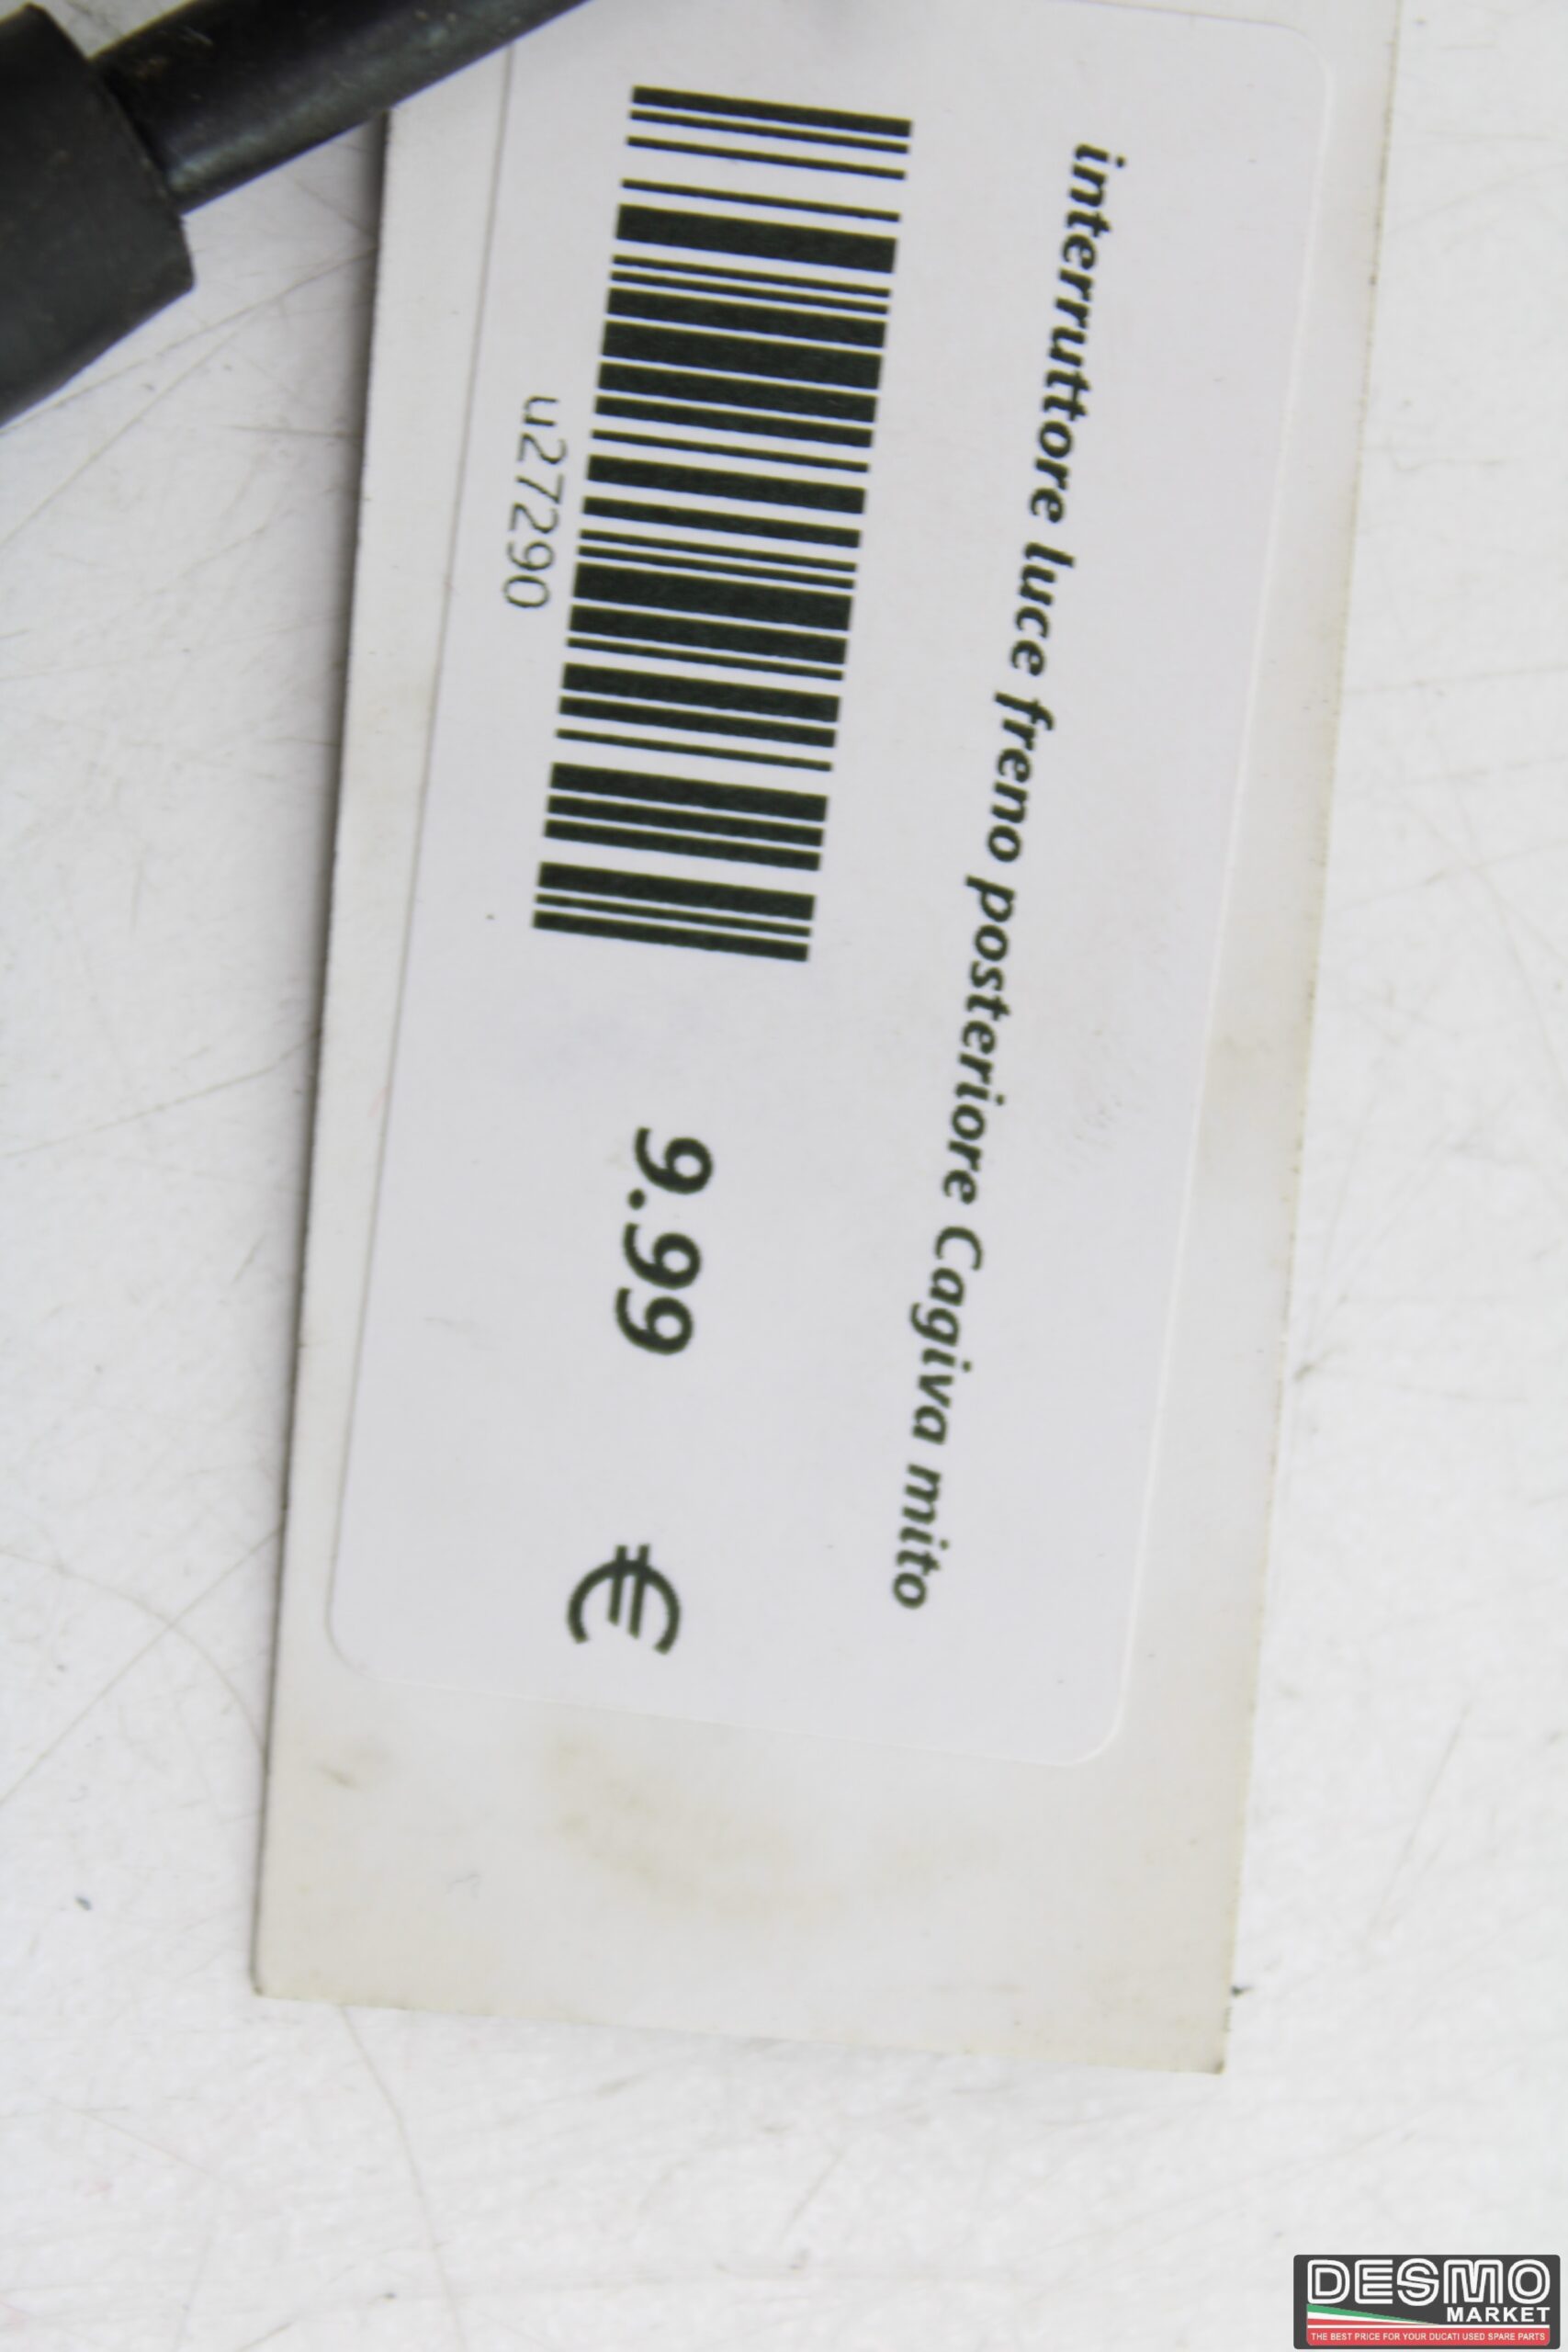 interruttore luce freno posteriore Cagiva mito
u27290
9.99 €
DESMO
MARKET
THE BEST PRICE FOR YOUR DUCATI USED SPARE PARTS